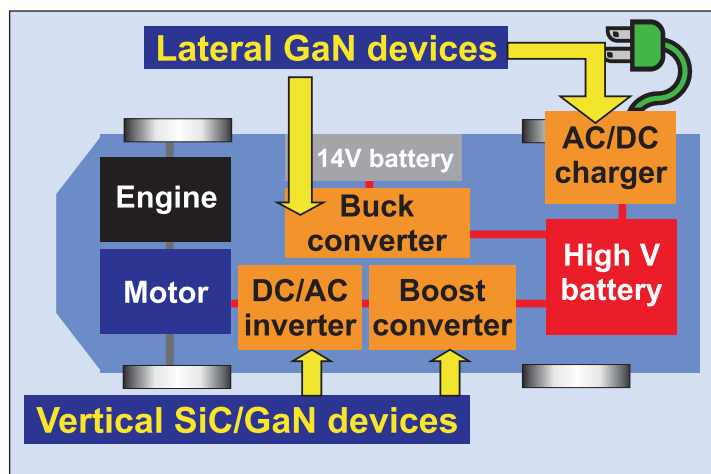 Lateral GaN devices
14V battery
AC/DC
charger
Engine
Buck
converter
High V
battery
Motor
DC/AC
inverter
Boost
converter
Vertical SiC/GaN devices